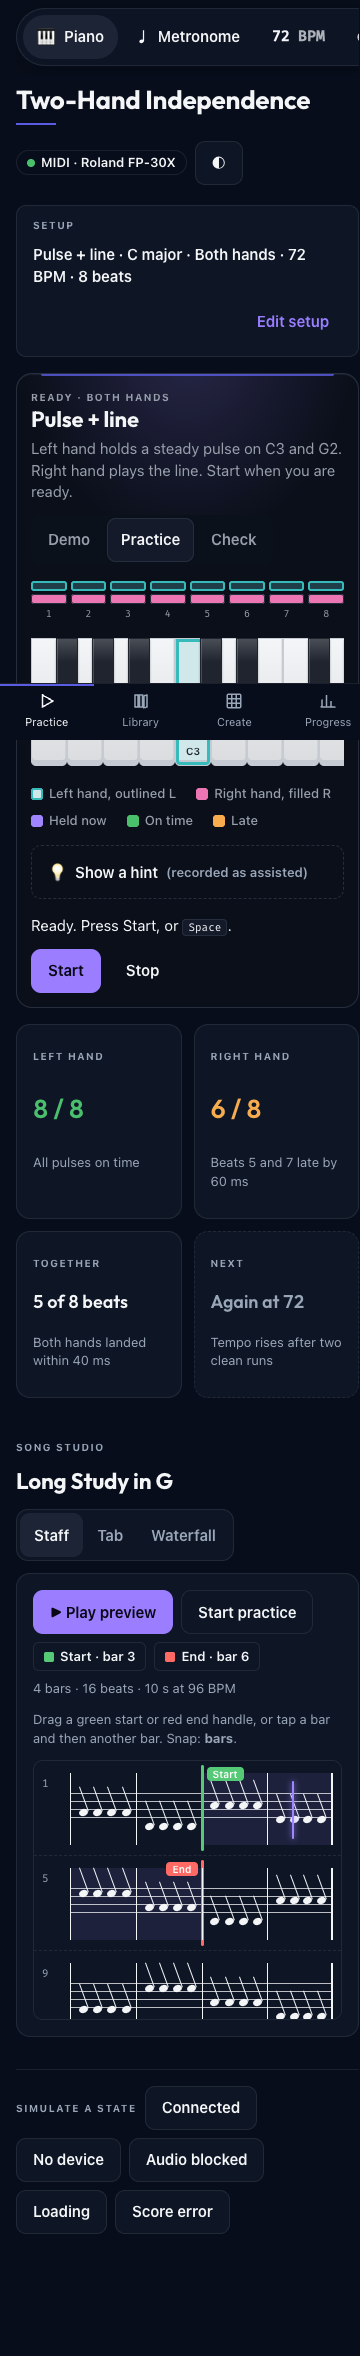 Piano
Metronome
72 BPM
Two-Hand Independence
MIDI · Roland FP-30X
SETUP
Pulse + line · C major · Both hands · 72
BPM · 8 beats
Edit setup
READY · BOTH HANDS
Pulse + line
Left hand holds a steady pulse on C3 and G2.
Right hand plays the line. Start when you are
ready.
Demo
Practice
Check
1 2 3 4 5 6 7 8
Practice
Library
Create
Progress
C3
Left hand, outlined L
Right hand, filled R
Held now
On time
Late
Show a hint (recorded as assisted)
Ready. Press Start, or Space.
Start
Stop
LEFT HAND
8 / 8
All pulses on time
RIGHT HAND
6 / 8
Beats 5 and 7 late by
60 ms
TOGETHER
5 of 8 beats
Both hands landed
within 40 ms
NEXT
Again at 72
Tempo rises after two
clean runs
SONG STUDIO
Long Study in G
Staff
Tab
Waterfall
Play preview
Start practice
Start · bar 3
End · bar 6
4 bars · 16 beats · 10 s at 96 BPM
Drag a green start or red end handle, or tap a bar
and then another bar. Snap: bars.
1
Start
5
End
9
SIMULATE A STATE
Connected
No device
Audio blocked
Loading
Score error